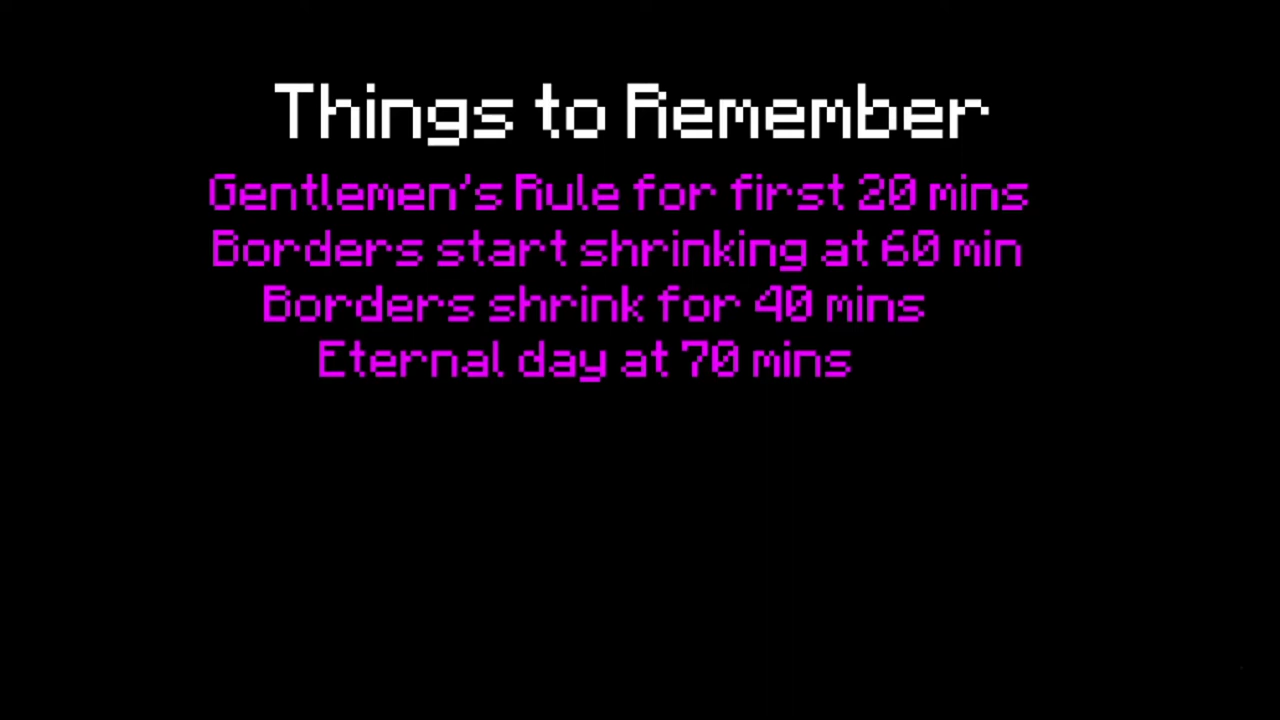 Things to Remember
Gentlemen's Rule for first 20 mins
Borders start shrinking at 60 min
Borders shrink for 40 mins
Eternal day at 70 mins